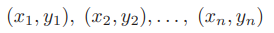 (x₁, y₁), (x₂, y₂), . . . , (xₙ, yₙ)